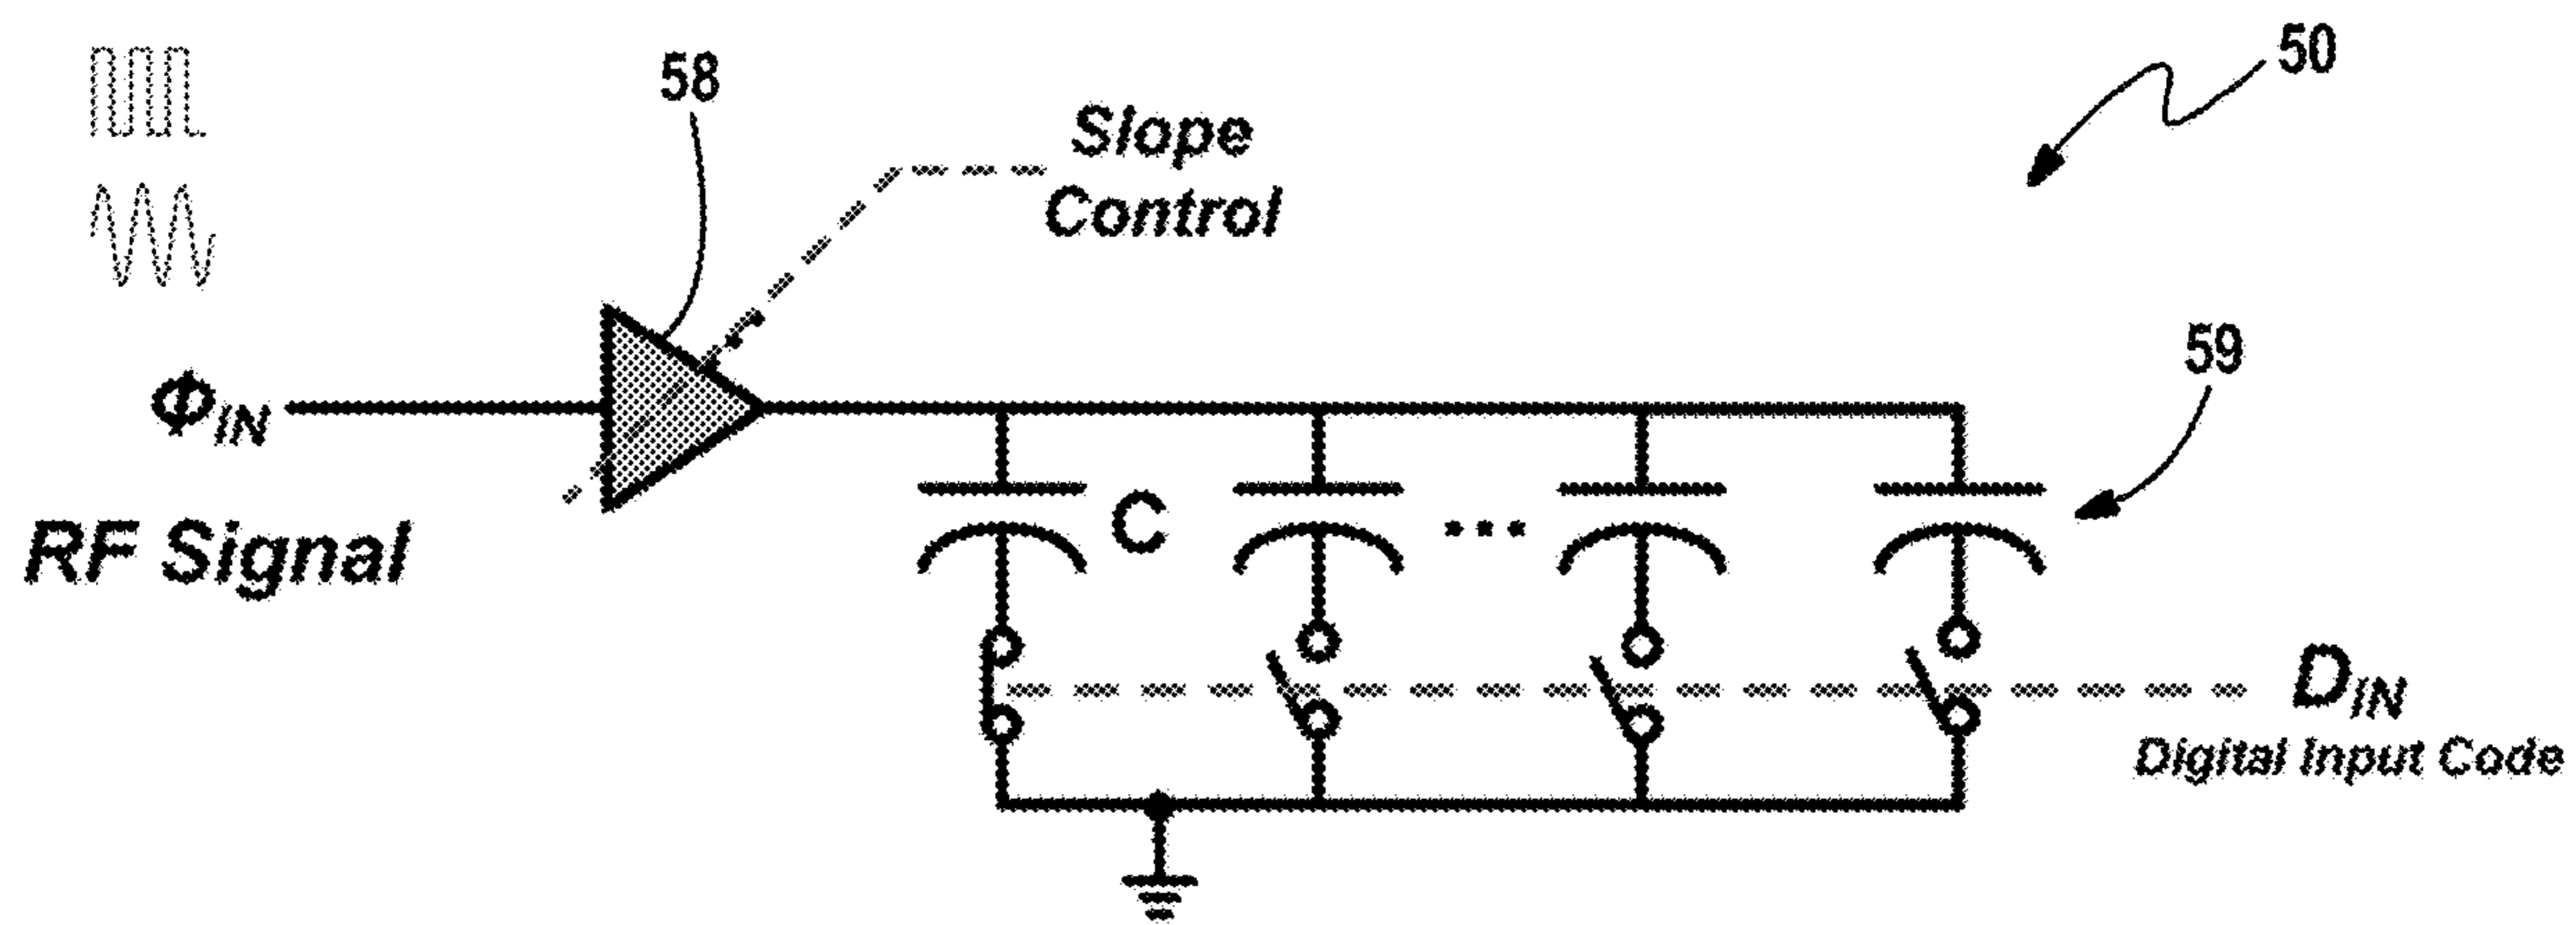 50
58
Slope
Control
59
ΦIN
RF Signal
C
...
DIN
Digital Input Code